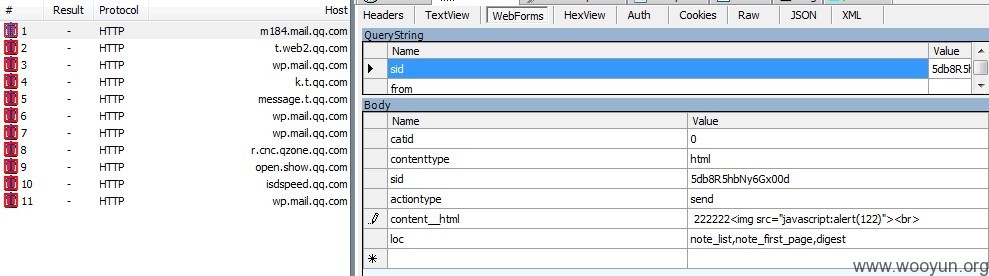 # Result Protocol Host
1 - HTTP m184.mail.qq.com
2 - HTTP t.web2.qq.com
3 - HTTP wp.mail.qq.com
4 - HTTP k.t.qq.com
5 - HTTP message.t.qq.com
6 - HTTP wp.mail.qq.com
7 - HTTP wp.mail.qq.com
8 - HTTP r.cnc.qzone.qq.com
9 - HTTP open.show.qq.com
10 - HTTP isdspeed.qq.com
11 - HTTP wp.mail.qq.com
Headers TextView WebForms HexView Auth Cookies Raw JSON XML
QueryString
Name Value
sid 5db8R5h
from
Body
Name Value
catid 0
contenttype html
sid 5db8R5hbNy6Gx00d
actiontype send
content__html 222222<img src="javascript:alert(122)"><br>
loc note_list,note_first_page,digest
www.wooyun.org